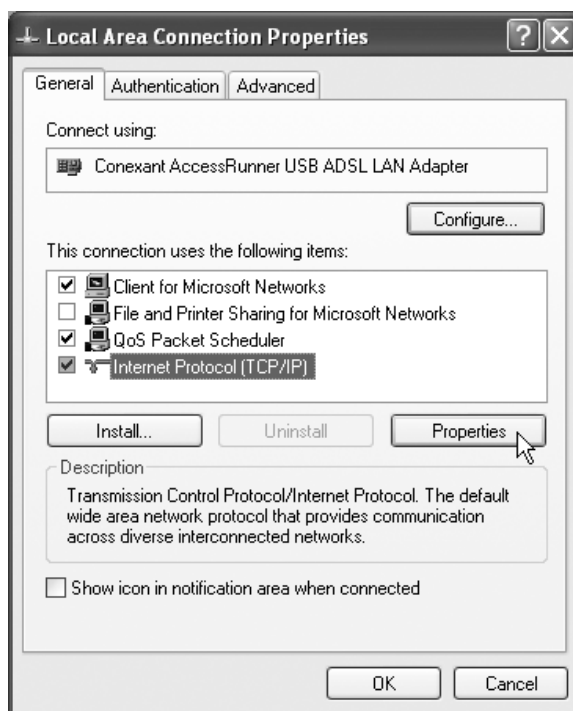 Local Area Connection Properties
General Authentication Advanced
Connect using:
Conexant AccessRunner USB ADSL LAN Adapter
Configure...
This connection uses the following items:
Client for Microsoft Networks
File and Printer Sharing for Microsoft Networks
QoS Packet Scheduler
Internet Protocol (TCP/IP)
Install... Uninstall Properties
Description
Transmission Control Protocol/Internet Protocol. The default
wide area network protocol that provides communication
across diverse interconnected networks.
Show icon in notification area when connected
OK Cancel